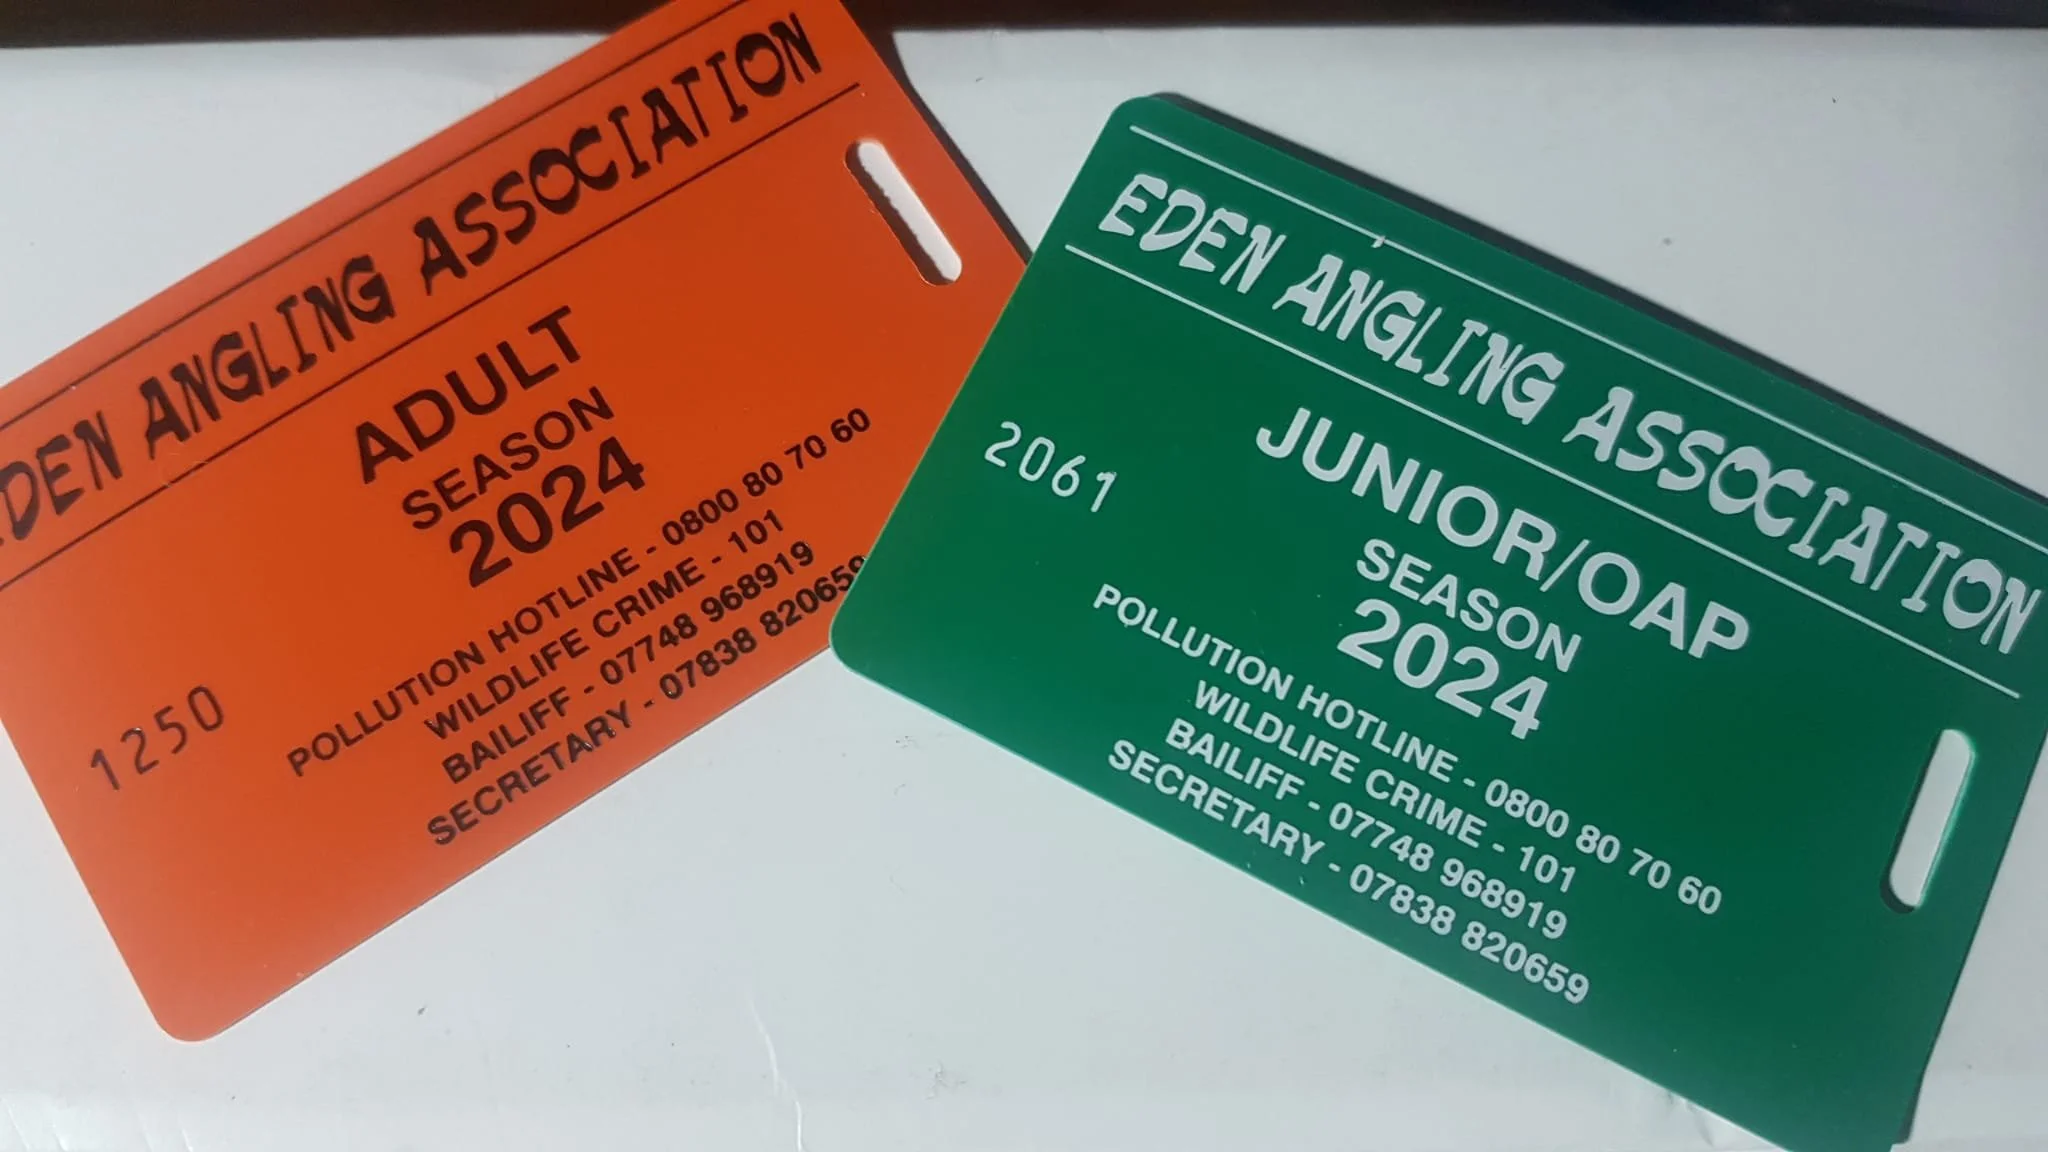 EDEN ANGLING ASSOCIATION
ADULT
SEASON
2024
POLLUTION HOTLINE - 0800 80 70 60
WILDLIFE CRIME - 101
BAILIFF - 07748 968919
SECRETARY - 07838 820659
1250
EDEN ANGLING ASSOCIATION
2061
JUNIOR/OAP
SEASON
2024
POLLUTION HOTLINE - 0800 80 70 60
WILDLIFE CRIME - 101
BAILIFF - 07748 968919
SECRETARY - 07838 820659